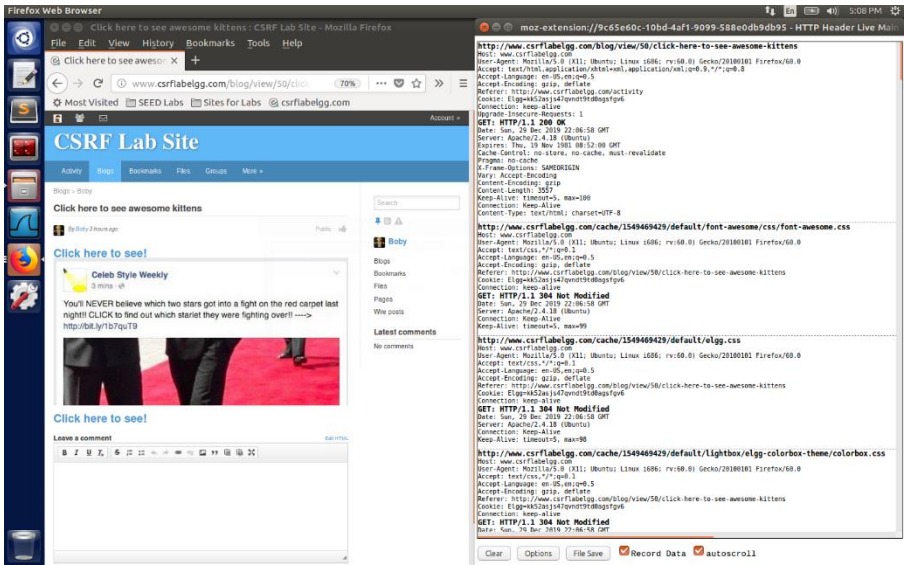 Firefox Web Browser
En
5:08 PM
Click here to see awesome kittens : CSRF Lab Site - Mozilla Firefox
File Edit View History Bookmarks Tools Help
Click here to see awesor
www.csrflabelgg.com/blog/view/50/click
70%
Most Visited SEED Labs Sites for Labs csrflabelgg.com
Account
CSRF Lab Site
Activity Blogs Bookmarks Files Groups More »
Blogs > Boby
Click here to see awesome kittens
By Boby 2 hours ago
Public
Click here to see!
Celeb Style Weekly
3 mins
You'll NEVER believe which two stars got into a fight on the red carpet last
night!! CLICK to find out which starlet they were fighting over!! ---->
http://bit.ly/1b7quT9
Click here to see!
Leave a comment
Edit HTML
Search
Boby
Blogs
Bookmarks
Files
Pages
Wire posts
Latest comments
No comments
moz-extension://9c65e60c-10bd-4af1-9099-588e0db9db95 - HTTP Header Live Main
http://www.csrflabelgg.com/blog/view/50/click-here-to-see-awesome-kittens
Host: www.csrflabelgg.com
User-Agent: Mozilla/5.0 (X11; Ubuntu; Linux i686; rv:60.0) Gecko/20100101 Firefox/60.0
Accept: text/html,application/xhtml+xml,application/xml;q=0.9,*/*;q=0.8
Accept-Language: en-US,en;q=0.5
Accept-Encoding: gzip, deflate
Referer: http://www.csrflabelgg.com/activity
Cookie: Elgg=kk52asjs47qvndt9td0agsfgv6
Connection: keep-alive
Upgrade-Insecure-Requests: 1
GET: HTTP/1.1 200 OK
Date: Sun, 29 Dec 2019 22:06:58 GMT
Server: Apache/2.4.18 (Ubuntu)
Expires: Thu, 19 Nov 1981 08:52:00 GMT
Cache-Control: no-store, no-cache, must-revalidate
Pragma: no-cache
X-Frame-Options: SAMEORIGIN
Vary: Accept-Encoding
Content-Encoding: gzip
Content-Length: 3557
Keep-Alive: timeout=5, max=100
Connection: Keep-Alive
Content-Type: text/html; charset=UTF-8
http://www.csrflabelgg.com/cache/1549469429/default/font-awesome/css/font-awesome.css
Host: www.csrflabelgg.com
User-Agent: Mozilla/5.0 (X11; Ubuntu; Linux i686; rv:60.0) Gecko/20100101 Firefox/60.0
Accept: text/css,*/*;q=0.1
Accept-Language: en-US,en;q=0.5
Accept-Encoding: gzip, deflate
Referer: http://www.csrflabelgg.com/blog/view/50/click-here-to-see-awesome-kittens
Cookie: Elgg=kk52asjs47qvndt9td0agsfgv6
Connection: keep-alive
GET: HTTP/1.1 304 Not Modified
Date: Sun, 29 Dec 2019 22:06:58 GMT
Server: Apache/2.4.18 (Ubuntu)
Connection: Keep-Alive
Keep-Alive: timeout=5, max=99
http://www.csrflabelgg.com/cache/1549469429/default/elgg.css
Host: www.csrflabelgg.com
User-Agent: Mozilla/5.0 (X11; Ubuntu; Linux i686; rv:60.0) Gecko/20100101 Firefox/60.0
Accept: text/css,*/*;q=0.1
Accept-Language: en-US,en;q=0.5
Accept-Encoding: gzip, deflate
Referer: http://www.csrflabelgg.com/blog/view/50/click-here-to-see-awesome-kittens
Cookie: Elgg=kk52asjs47qvndt9td0agsfgv6
Connection: keep-alive
GET: HTTP/1.1 304 Not Modified
Date: Sun, 29 Dec 2019 22:06:58 GMT
Server: Apache/2.4.18 (Ubuntu)
Connection: Keep-Alive
Keep-Alive: timeout=5, max=98
http://www.csrflabelgg.com/cache/1549469429/default/lightbox/elgg-colorbox-theme/colorbox.css
Host: www.csrflabelgg.com
User-Agent: Mozilla/5.0 (X11; Ubuntu; Linux i686; rv:60.0) Gecko/20100101 Firefox/60.0
Accept: text/css,*/*;q=0.1
Accept-Language: en-US,en;q=0.5
Accept-Encoding: gzip, deflate
Referer: http://www.csrflabelgg.com/blog/view/50/click-here-to-see-awesome-kittens
Cookie: Elgg=kk52asjs47qvndt9td0agsfgv6
Connection: keep-alive
GET: HTTP/1.1 304 Not Modified
Date: Sun, 29 Dec 2019 22:06:58 GMT
Clear Options File Save Record Data autoscroll